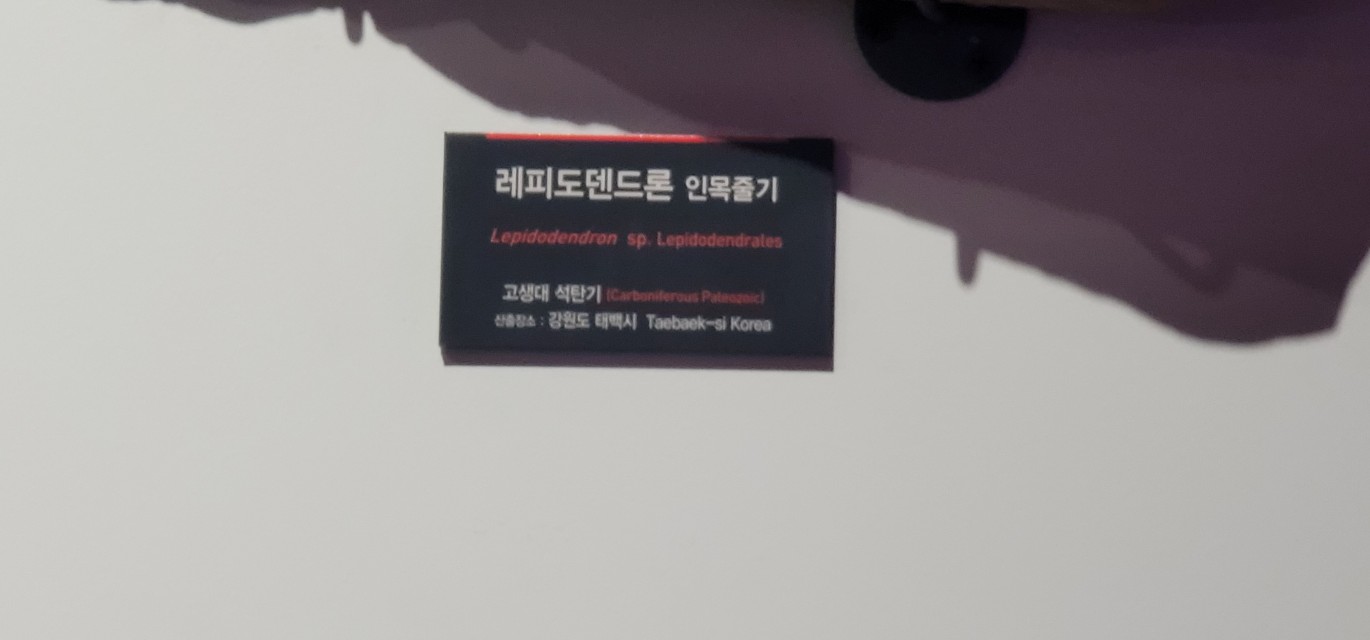 레피도덴드론 인목줄기
Lepidodendron sp. Lepidodendrales
고생대 석탄기 (Carboniferous Paleozoic)
산출장소 : 강원도 태백시 Taebaek-si Korea